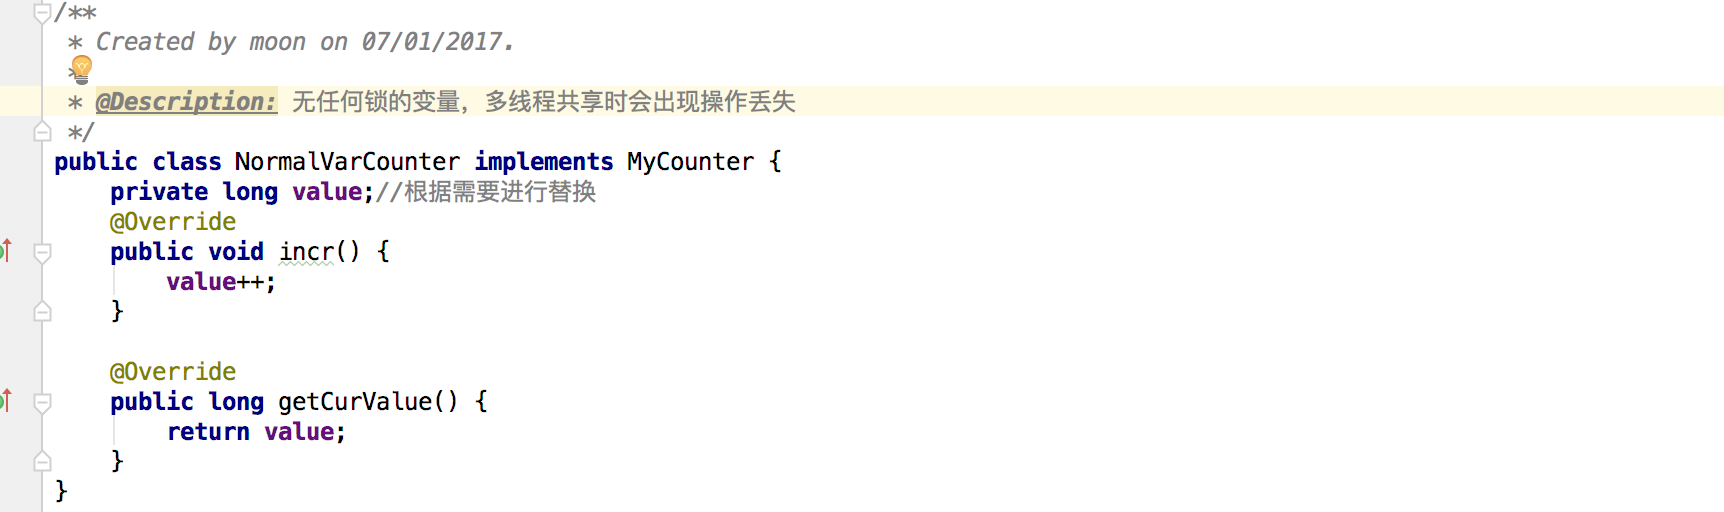 /**
 * Created by moon on 07/01/2017.
 *
 * @Description: 无任何锁的变量，多线程共享时会出现操作丢失
 */
public class NormalVarCounter implements MyCounter {
    private long value;//根据需要进行替换
    @Override
    public void incr() {
        value++;
    }

    @Override
    public long getCurValue() {
        return value;
    }
}